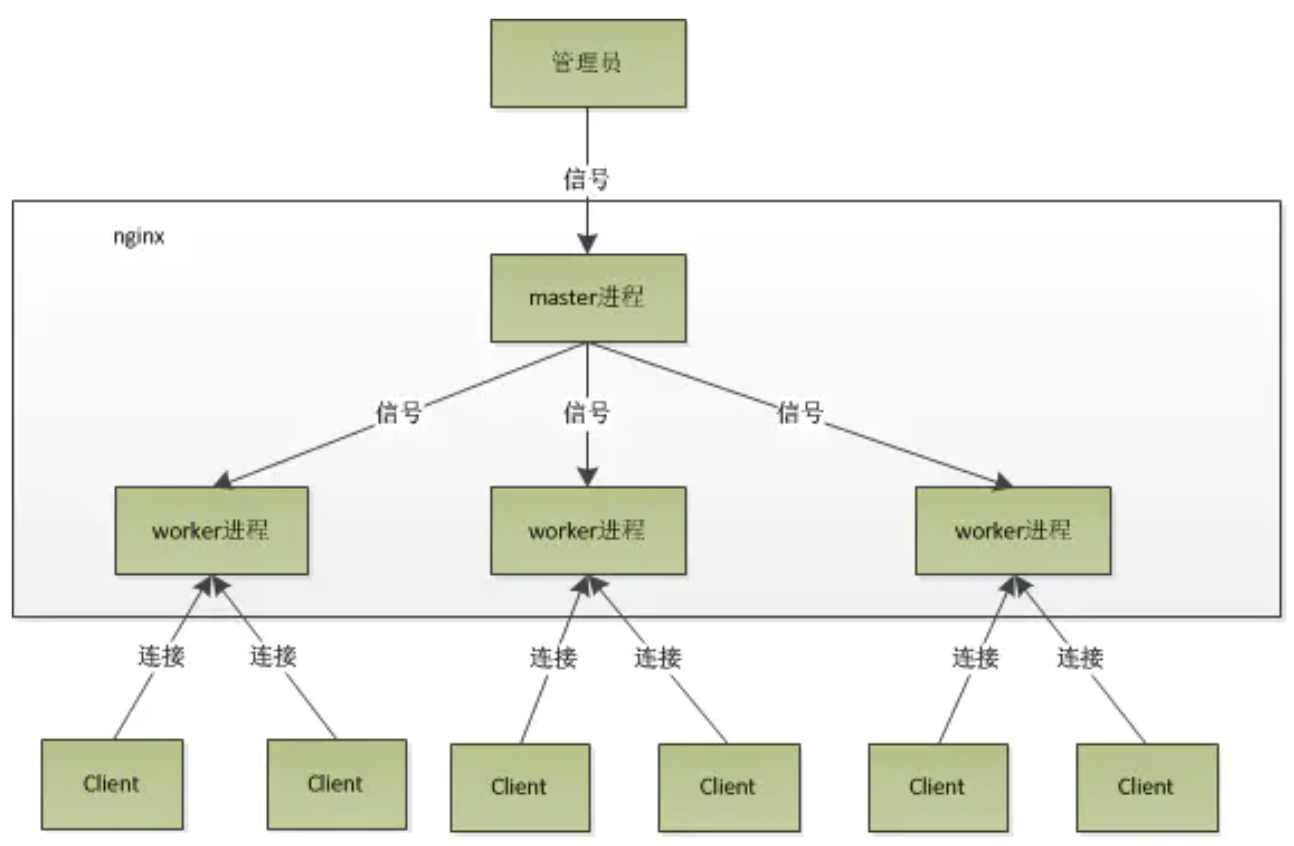 管理员
信号
nginx
master进程
信号
信号
信号
worker进程
worker进程
worker进程
连接
连接
连接
连接
连接
连接
Client
Client
Client
Client
Client
Client